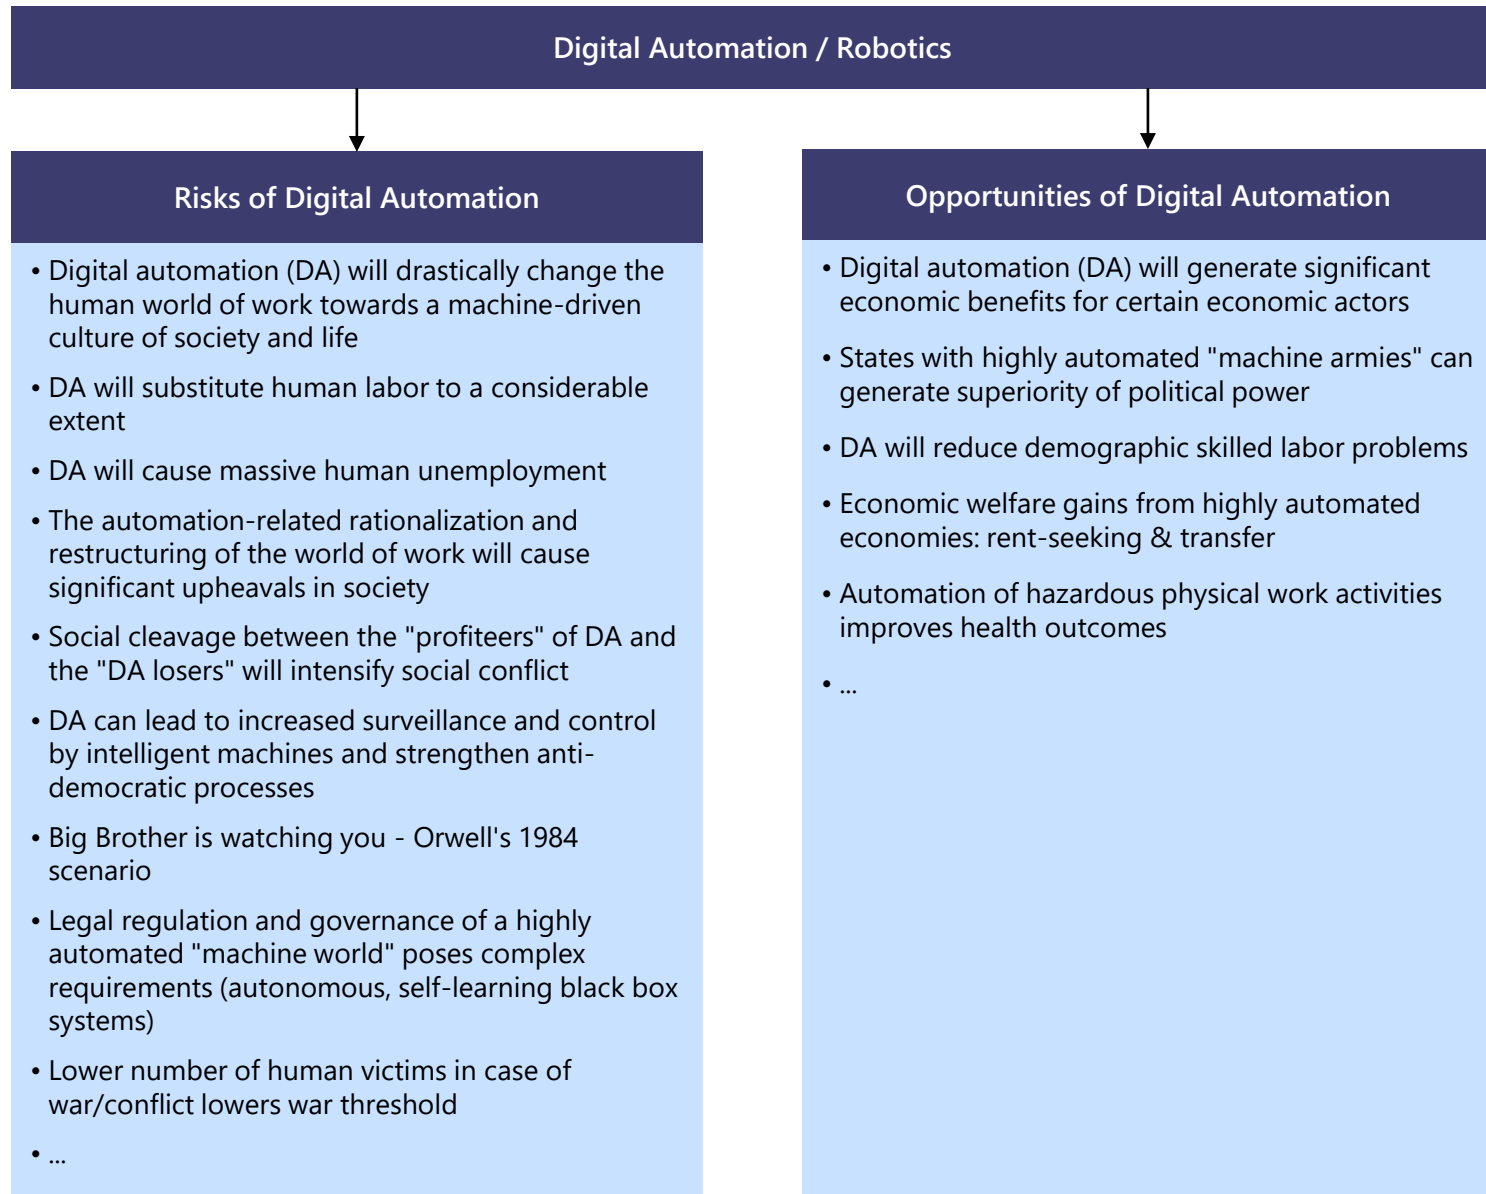 Digital Automation / Robotics
Risks of Digital Automation
• Digital automation (DA) will drastically change the
human world of work towards a machine-driven
culture of society and life
• DA will substitute human labor to a considerable
extent
• DA will cause massive human unemployment
• The automation-related rationalization and
restructuring of the world of work will cause
significant upheavals in society
• Social cleavage between the "profiteers" of DA and
the "DA losers" will intensify social conflict
• DA can lead to increased surveillance and control
by intelligent machines and strengthen anti-
democratic processes
• Big Brother is watching you - Orwell's 1984
scenario
• Legal regulation and governance of a highly
automated "machine world" poses complex
requirements (autonomous, self-learning black box
systems)
• Lower number of human victims in case of
war/conflict lowers war threshold
• ...
Opportunities of Digital Automation
• Digital automation (DA) will generate significant
economic benefits for certain economic actors
• States with highly automated "machine armies" can
generate superiority of political power
• DA will reduce demographic skilled labor problems
• Economic welfare gains from highly automated
economies: rent-seeking & transfer
• Automation of hazardous physical work activities
improves health outcomes
• ...